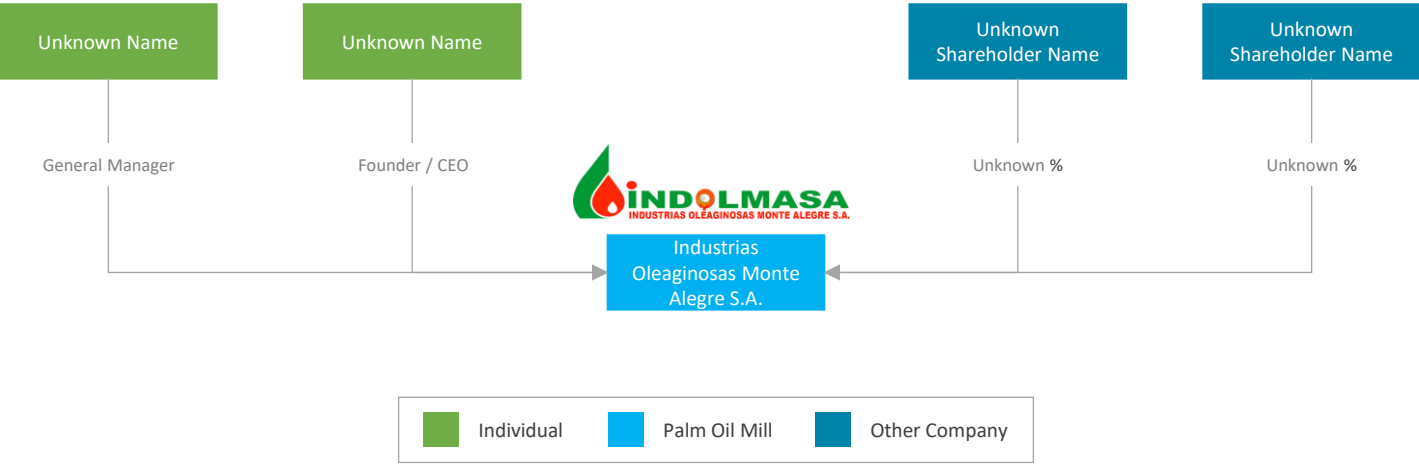 Unknown Name
Unknown Name
Unknown
Shareholder Name
Unknown
Shareholder Name
General Manager
Founder / CEO
Unknown %
Unknown %
INDOLMASA
INDUSTRIAS OLEAGINOSAS MONTE ALEGRE S.A.
Industrias
Oleaginosas Monte
Alegre S.A.
Individual
Palm Oil Mill
Other Company